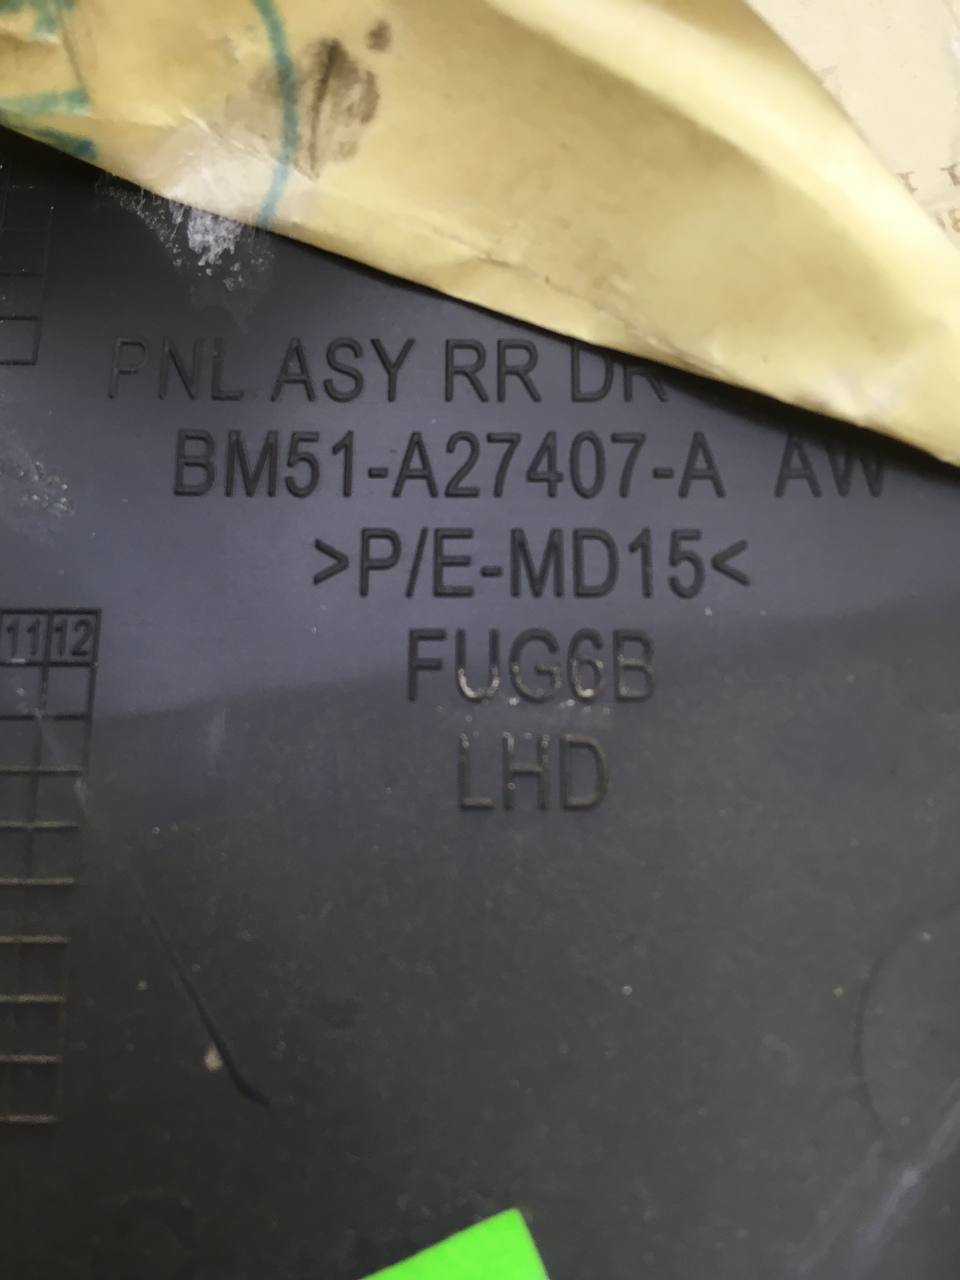 PNL ASY RR DR
BM51-A27407-A AW
>P/E-MD15<
FUG6B
LHD
11 12